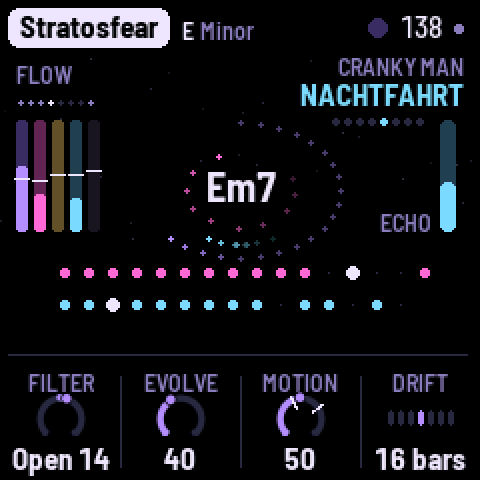 Stratosfear E Minor 138
FLOW
CRANKY MAN
NACHTFAHRT
Em7
ECHO
FILTER EVOLVE MOTION DRIFT
Open 14 40 50 16 bars